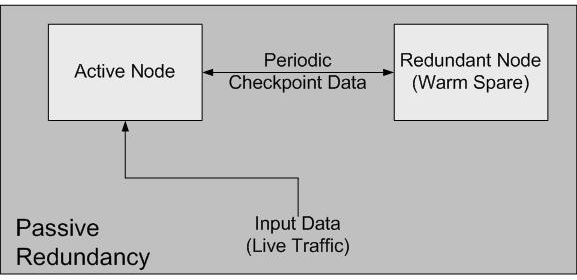 Active Node
Periodic
Checkpoint Data
Redundant Node
(Warm Spare)
Input Data
(Live Traffic)
Passive
Redundancy